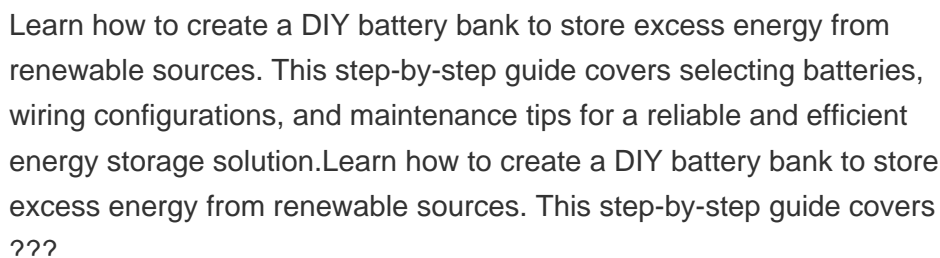 Learn how to create a DIY battery bank to store excess energy from
renewable sources. This step-by-step guide covers selecting batteries,
wiring configurations, and maintenance tips for a reliable and efficient
energy storage solution.Learn how to create a DIY battery bank to store
excess energy from renewable sources. This step-by-step guide covers
???